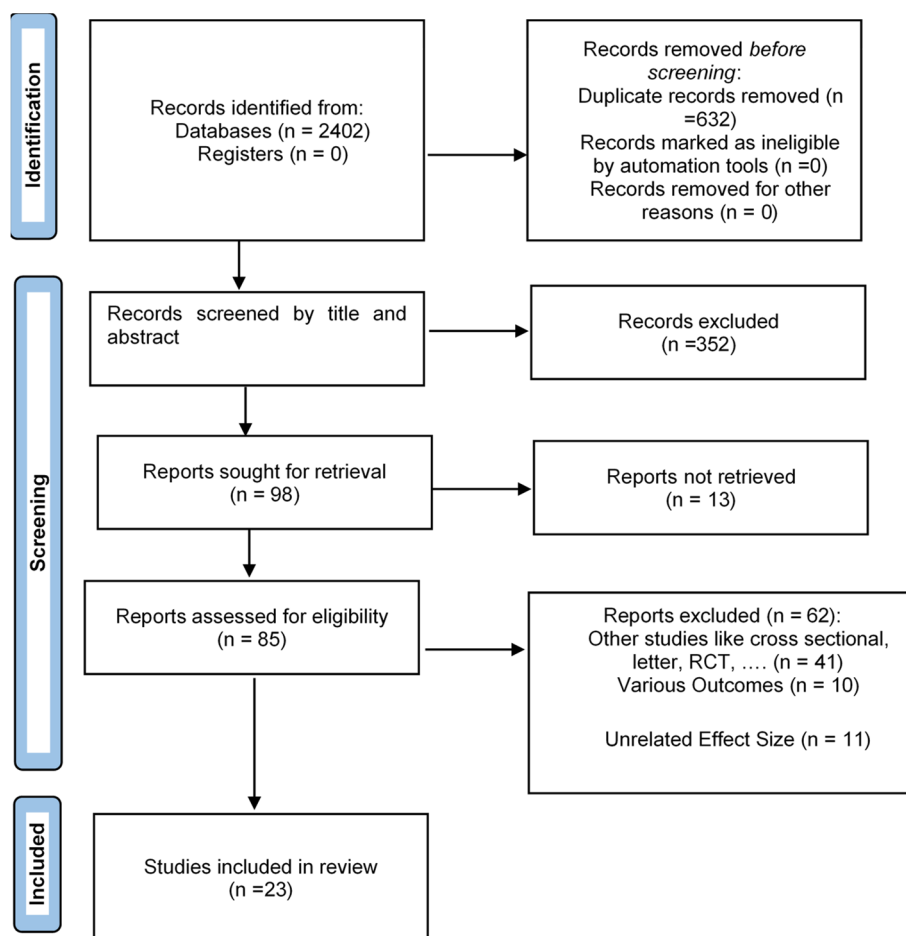 Identification
Records identified from:
Databases (n = 2402)
Registers (n = 0)
Records removed before
screening:
Duplicate records removed (n
=632)
Records marked as ineligible
by automation tools (n =0)
Records removed for other
reasons (n = 0)
Screening
Records screened by title and
abstract
Records excluded
(n =352)
Reports sought for retrieval
(n = 98)
Reports not retrieved
(n = 13)
Reports assessed for eligibility
(n = 85)
Reports excluded (n = 62):
Other studies like cross sectional,
letter, RCT, .... (n = 41)
Various Outcomes (n = 10)
Unrelated Effect Size (n = 11)
Included
Studies included in review
(n =23)